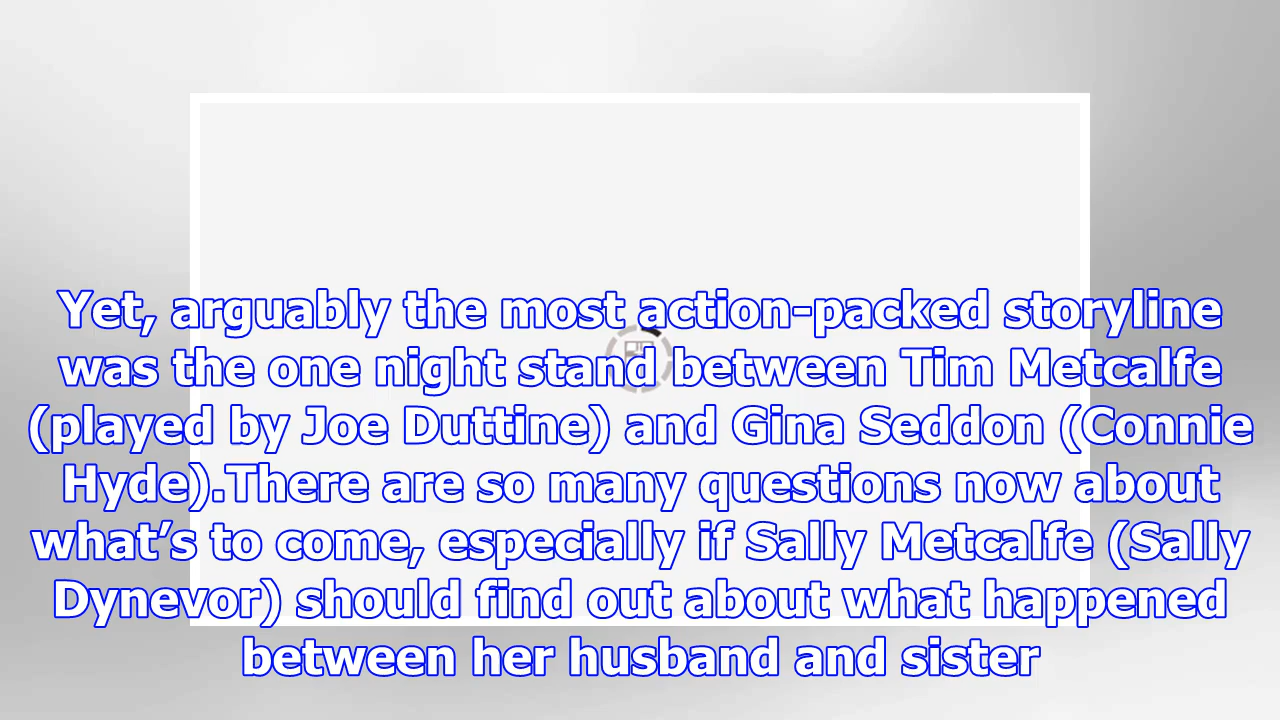 Yet, arguably the most action-packed storyline
was the one night stand between Tim Metcalfe
(played by Joe Duttine) and Gina Seddon (Connie
Hyde).There are so many questions now about
what’s to come, especially if Sally Metcalfe (Sally
Dynevor) should find out about what happened
between her husband and sister